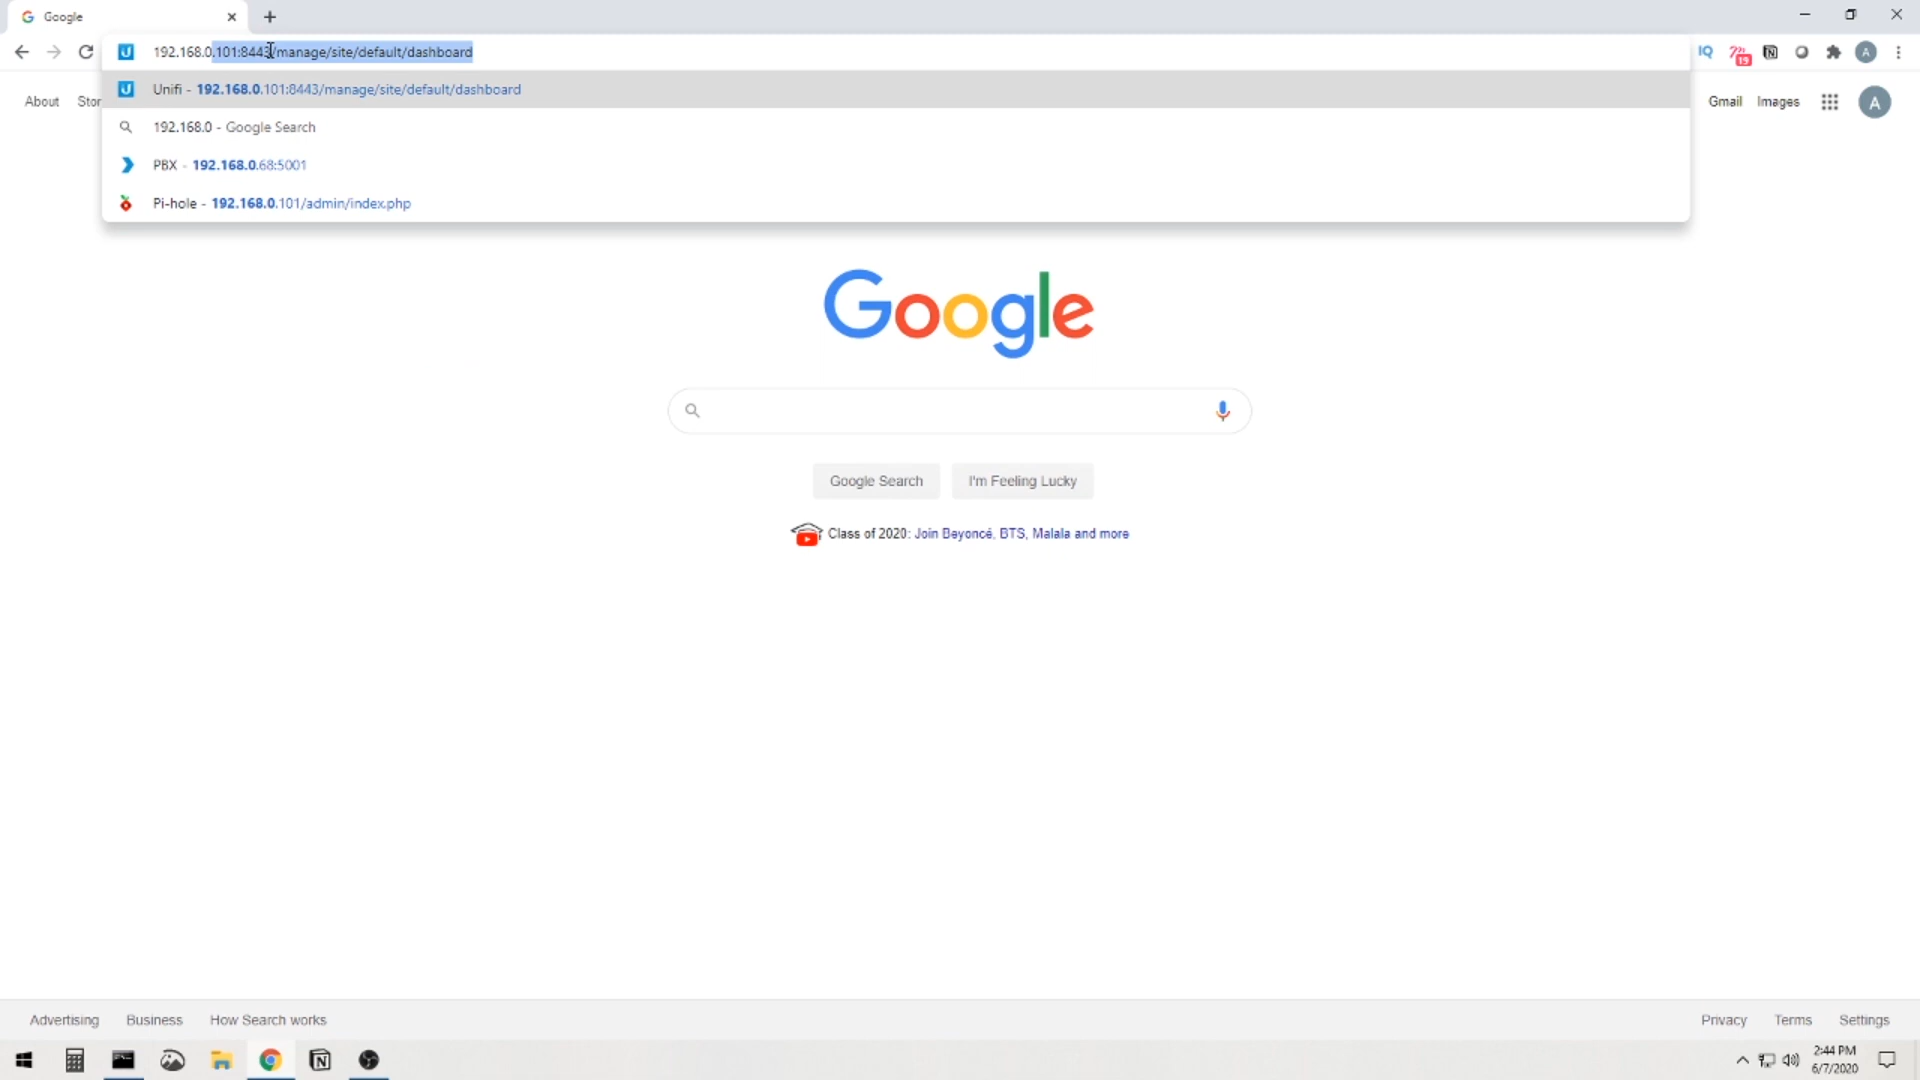 Google
192.168.0.101:8443/manage/site/default/dashboard
19
A
Unifi - 192.168.0.101:8443/manage/site/default/dashboard
192.168.0 - Google Search
PBX - 192.168.0.68:5001
Pi-hole - 192.168.0.101/admin/index.php
About Stor
Gmail Images A
Google
Google Search I'm Feeling Lucky
Class of 2020: Join Beyoncé, BTS, Malala and more
Advertising Business How Search works Privacy Terms Settings
2:44 PM
6/7/2020